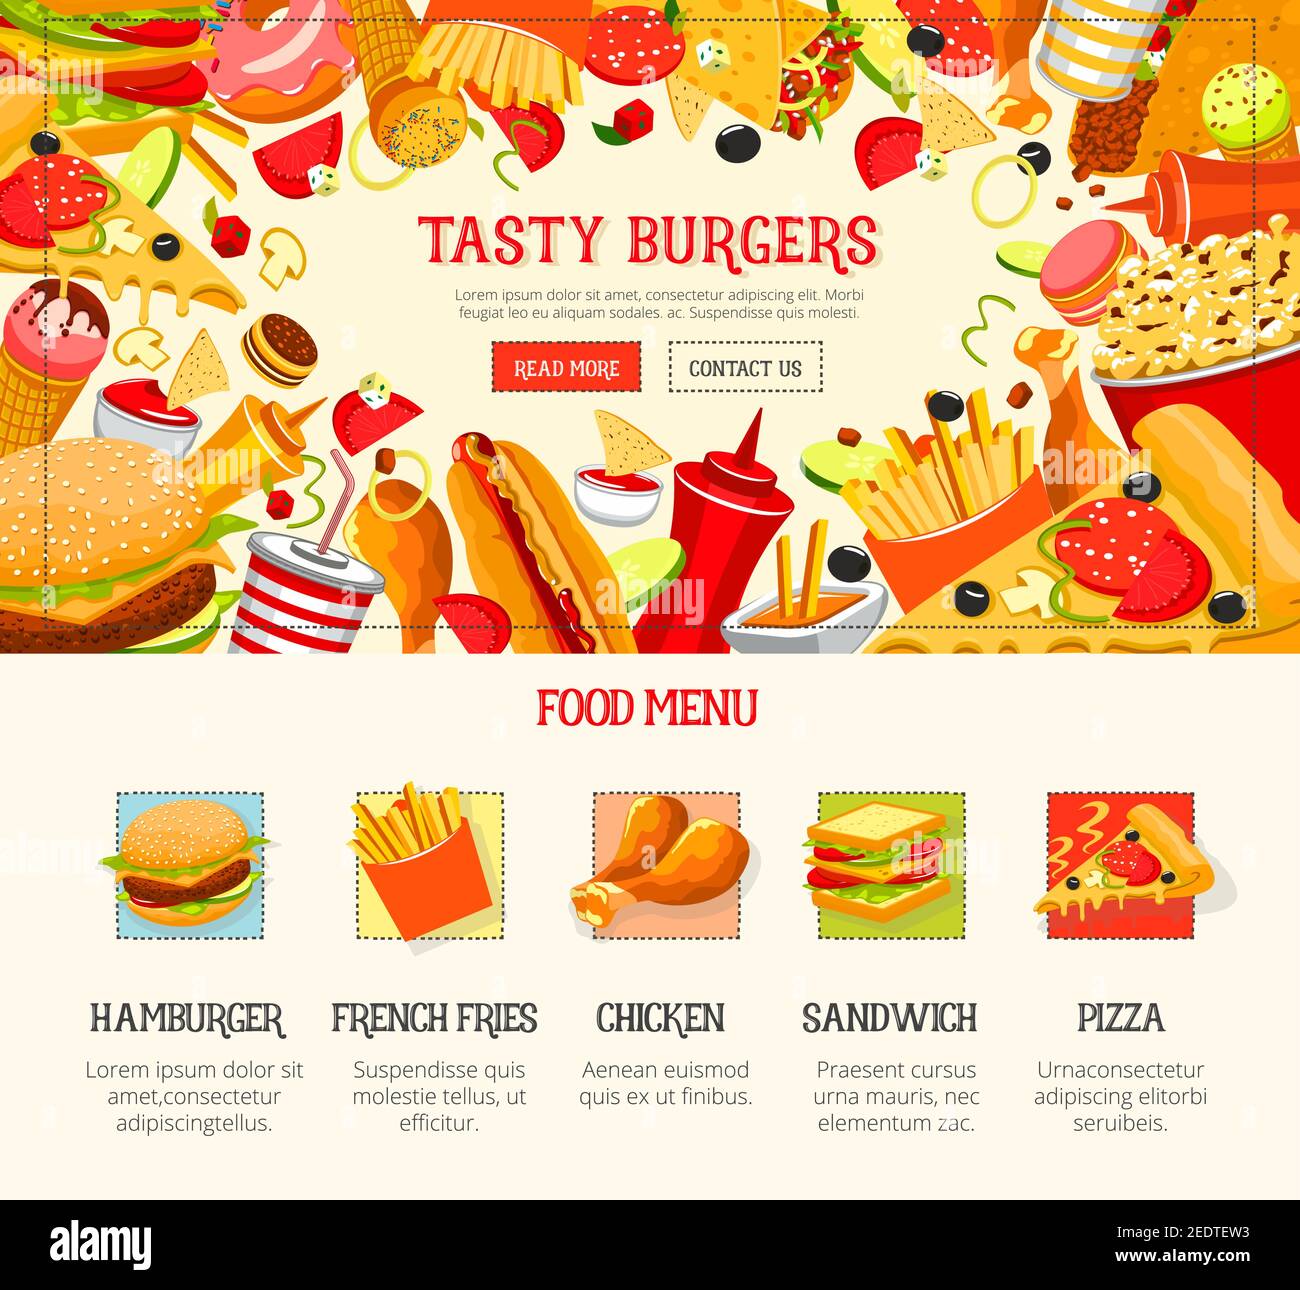 TASTY BURGERS
Lorem ipsum dolor sit amet, consectetur adipiscing elit. Morbi
feugiat leo eu aliquam sodales. ac. Suspendisse quis molesti.
READ MORE
CONTACT US
FOOD MENU
HAMBURGER
Lorem ipsum dolor sit
amet,consectetur
adipiscingtellus.
FRENCH FRIES
Suspendisse quis
molestie tellus, ut
efficitur.
CHICKEN
Aenean euismod
quis ex ut finibus.
SANDWICH
Praesent cursus
urna mauris, nec
elementum zac.
PIZZA
Urnaconsectetur
adipiscing elitorbi
seruibeis.
alamy
Image ID: 2EDTEW3
www.alamy.com